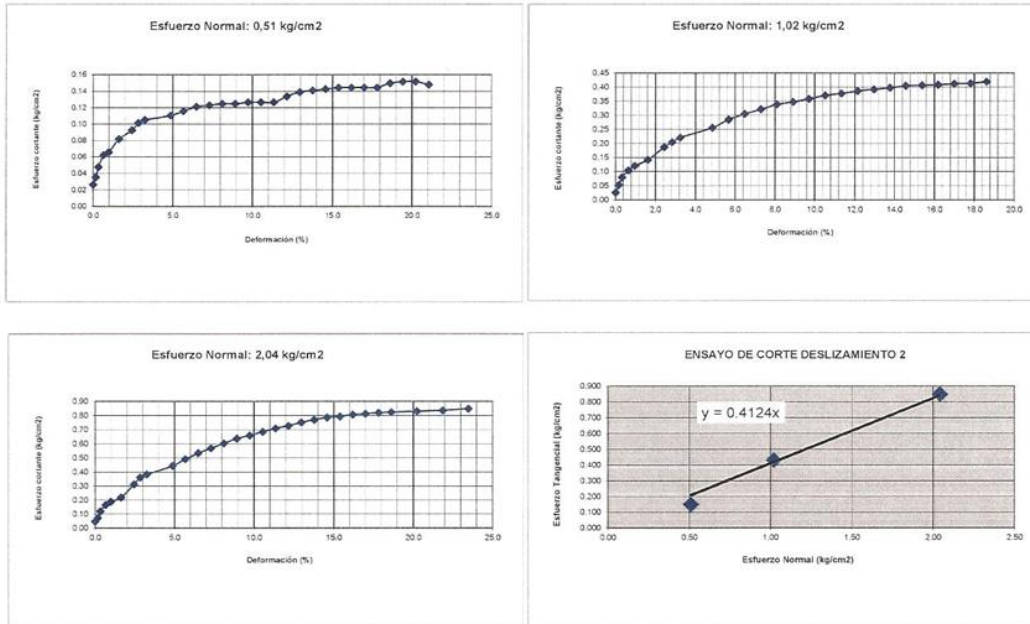 Esfuerzo Normal: 0,51 kg/cm2
Esfuerzo cortante (kg/cm2)
0.16
0.14
0.12
0.10
0.08
0.06
0.04
0.02
0.00
0.0 5.0 10.0 15.0 20.0 25.0
Deformación (%)
Esfuerzo Normal: 1,02 kg/cm2
Esfuerzo cortante (kg/cm2)
0.45
0.40
0.35
0.30
0.25
0.20
0.15
0.10
0.05
0.00
0.0 2.0 4.0 6.0 8.0 10.0 12.0 14.0 16.0 18.0 20.0
Deformación (%)
Esfuerzo Normal: 2,04 kg/cm2
Esfuerzo cortante (kg/cm2)
0.90
0.80
0.70
0.60
0.50
0.40
0.30
0.20
0.10
0.00
0.0 5.0 10.0 15.0 20.0 25.0
Deformación (%)
ENSAYO DE CORTE DESLIZAMIENTO 2
Esfuerzo Tangencial (kg/cm2)
0.900
0.800
0.700
0.600
0.500
0.400
0.300
0.200
0.100
0.000
y = 0.4124x
0.00 0.50 1.00 1.50 2.00 2.50
Esfuerzo Normal (kg/cm2)